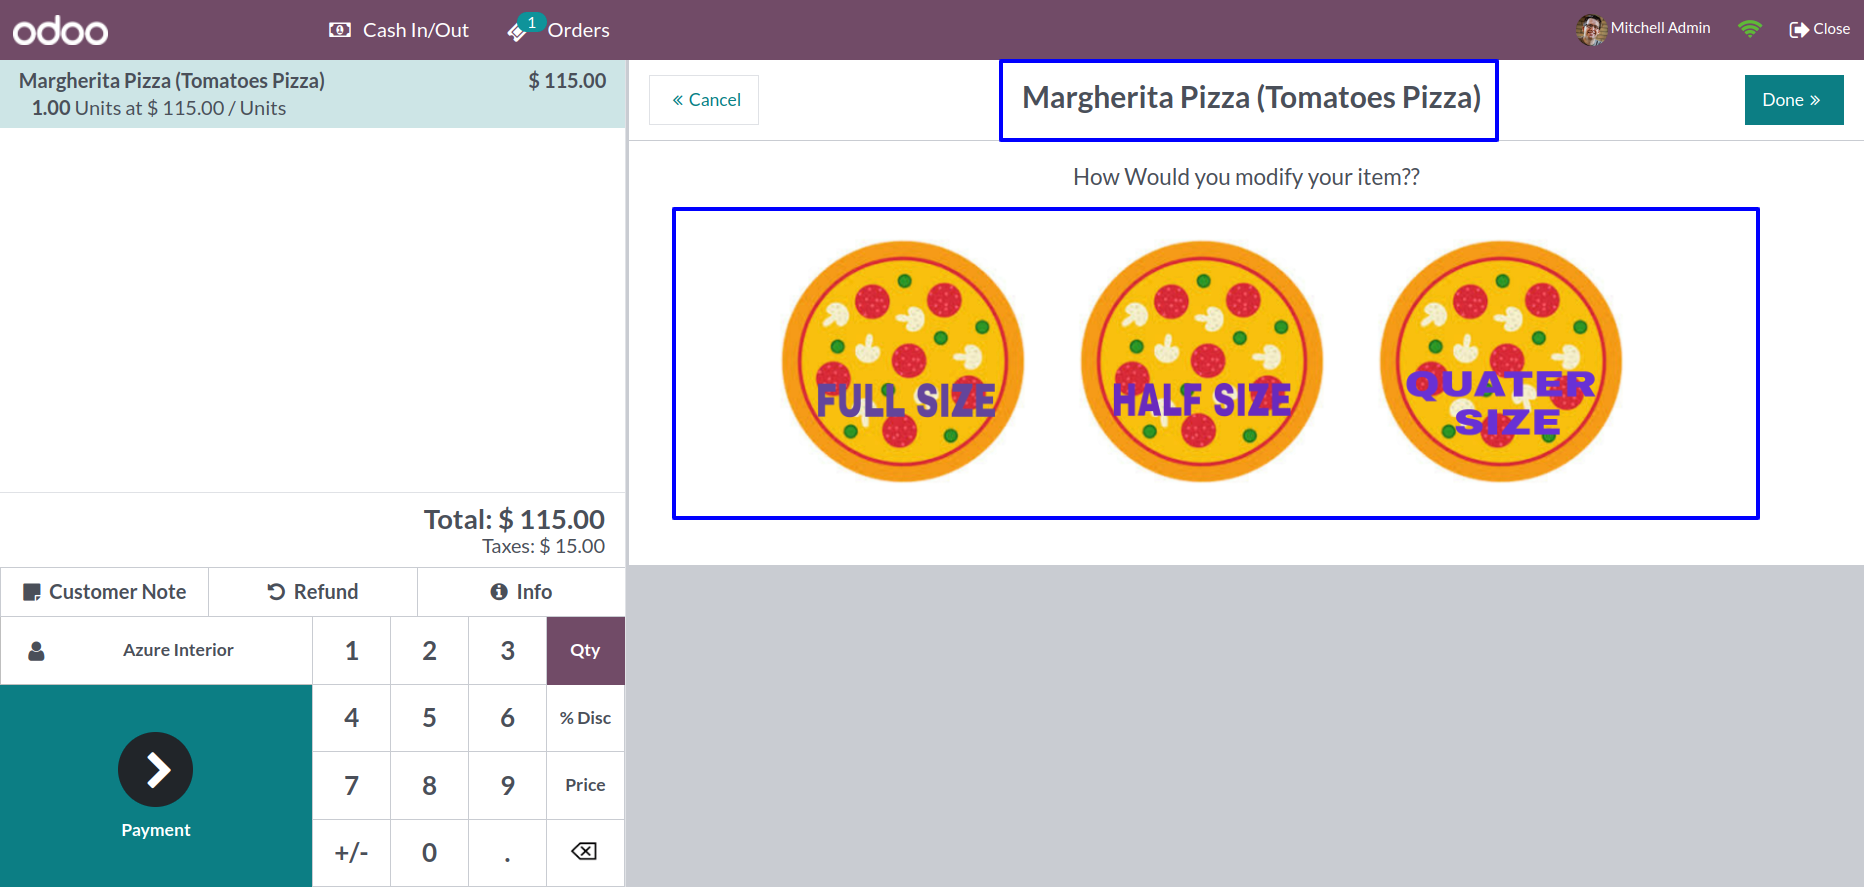 odoo
Cash In/Out
1
Orders
Mitchell Admin
Close
Margherita Pizza (Tomatoes Pizza) $ 115.00
1.00 Units at $ 115.00 / Units
Total: $ 115.00
Taxes: $ 15.00
Customer Note
Refund
Info
Azure Interior
1 2 3 Qty
4 5 6 % Disc
7 8 9 Price
+/- 0 .
Payment
« Cancel
Margherita Pizza (Tomatoes Pizza)
Done »
How Would you modify your item??
FULL SIZE
HALF SIZE
QUATER
SIZE